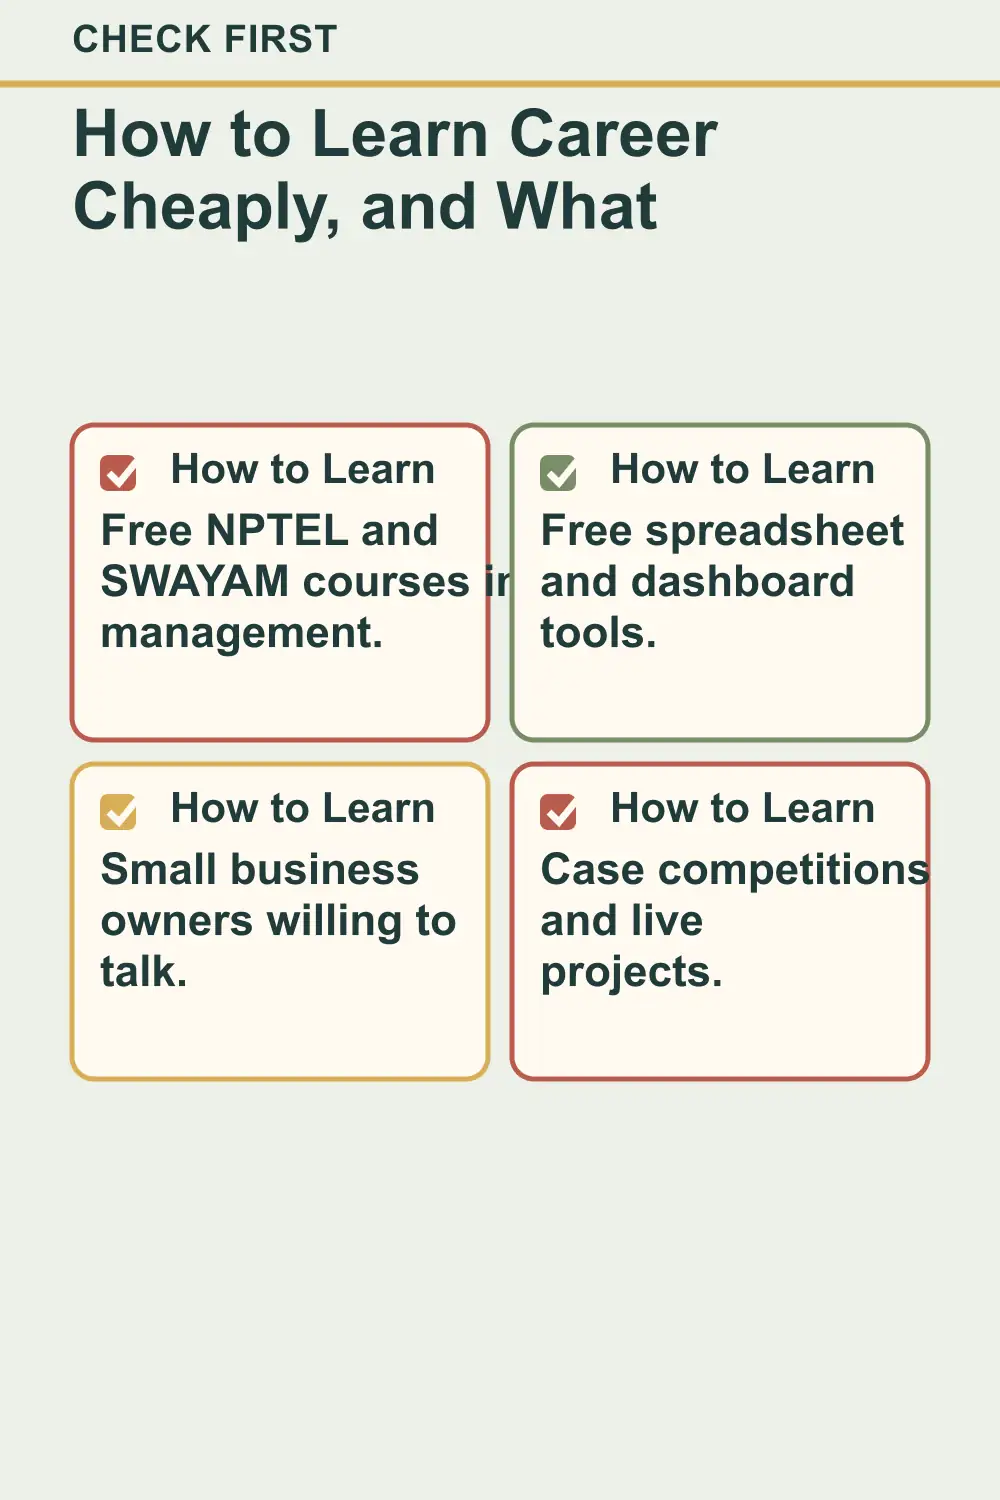 CHECK FIRST
How to Learn Career
Cheaply, and What
How to Learn
Free NPTEL and
SWAYAM courses in
management.
How to Learn
Free spreadsheet
and dashboard
tools.
How to Learn
Small business
owners willing to
talk.
How to Learn
Case competitions
and live
projects.